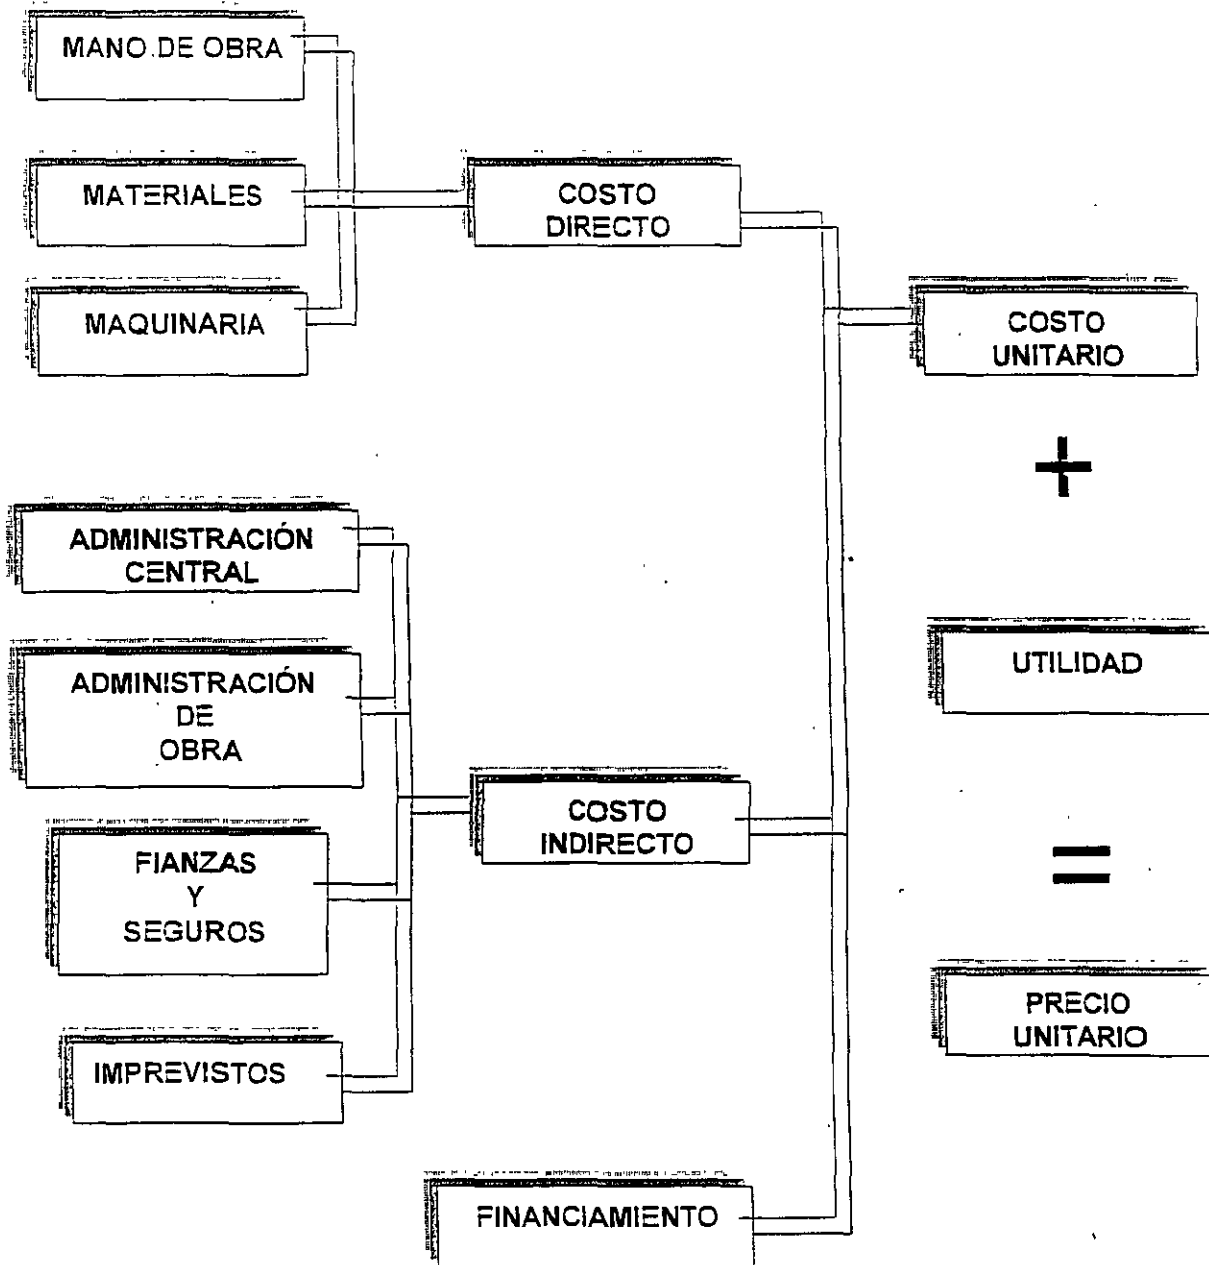 MANO.DE OBRA
MATERIALES
MAQUINARIA
COSTO
DIRECTO
COSTO
UNITARIO
+
ADMINISTRACIÓN
CENTRAL
ADMINISTRACIÓN
DE
OBRA
FIANZAS
Y
SEGUROS
IMPREVISTOS
COSTO
INDIRECTO
FINANCIAMIENTO
UTILIDAD
=
PRECIO
UNITARIO